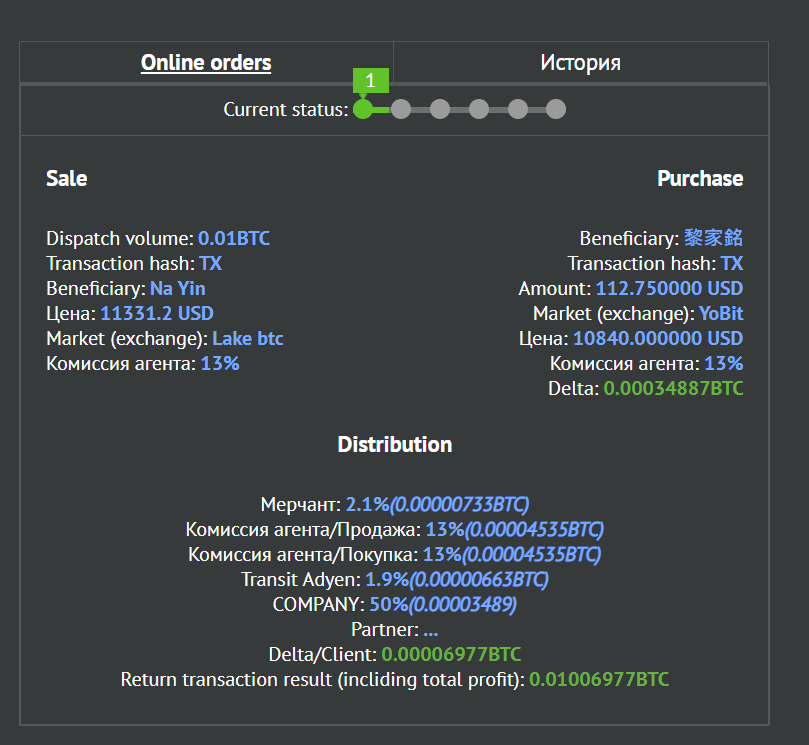 Online orders
История
1
Current status:
Sale
Purchase
Dispatch volume: 0.01BTC
Transaction hash: TX
Beneficiary: Na Yin
Цена: 11331.2 USD
Market (exchange): Lake btc
Комиссия агента: 13%
Beneficiary: 黎家銘
Transaction hash: TX
Amount: 112.750000 USD
Market (exchange): YoBit
Цена: 10840.000000 USD
Комиссия агента: 13%
Delta: 0.00034887BTC
Distribution
Мерчант: 2.1%(0.00000733BTC)
Комиссия агента/Продажа: 13%(0.00004535BTC)
Комиссия агента/Покупка: 13%(0.00004535BTC)
Transit Adyen: 1.9%(0.00000663BTC)
COMPANY: 50%(0.00003489)
Partner: ...
Delta/Client: 0.00006977BTC
Return transaction result (incliding total profit): 0.01006977BTC